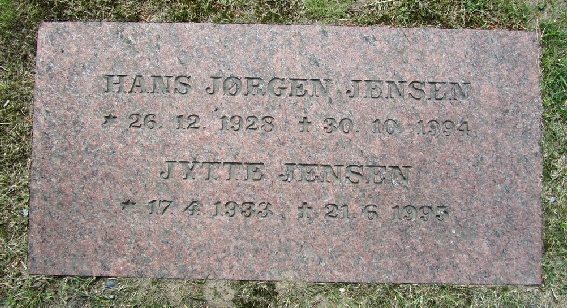 HANS JØRGEN JENSEN
* 26. 12. 1928 † 30. 10. 1994
JYTTE JENSEN
* 17. 4. 1933 † 21. 6. 1995